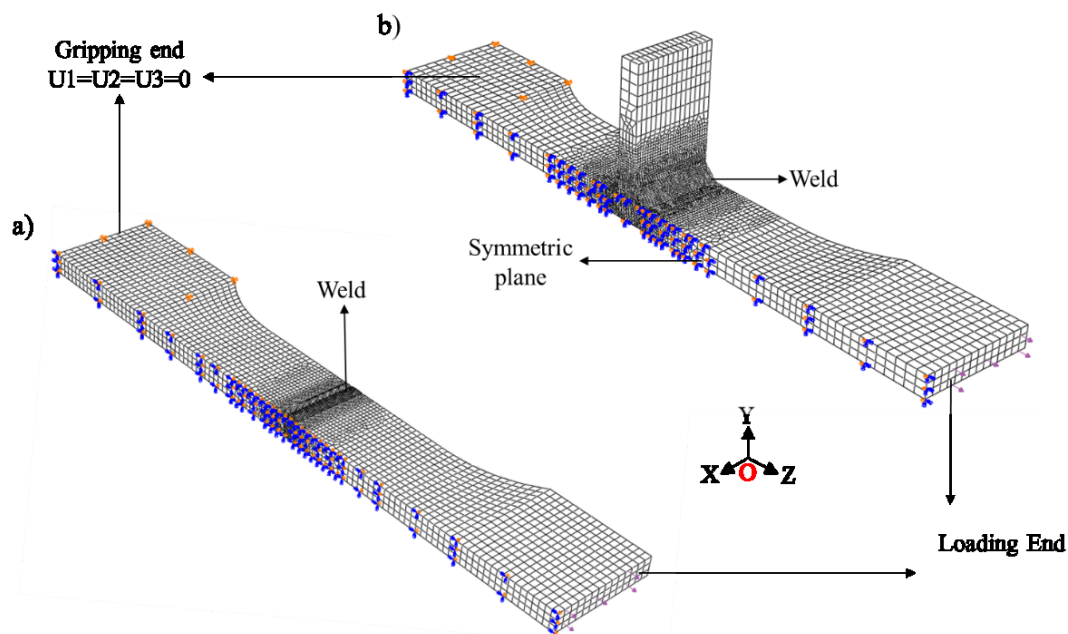 b)
Gripping end
U1=U2=U3=0
Weld
a)
Symmetric
plane
Weld
Y
X O Z
Loading End